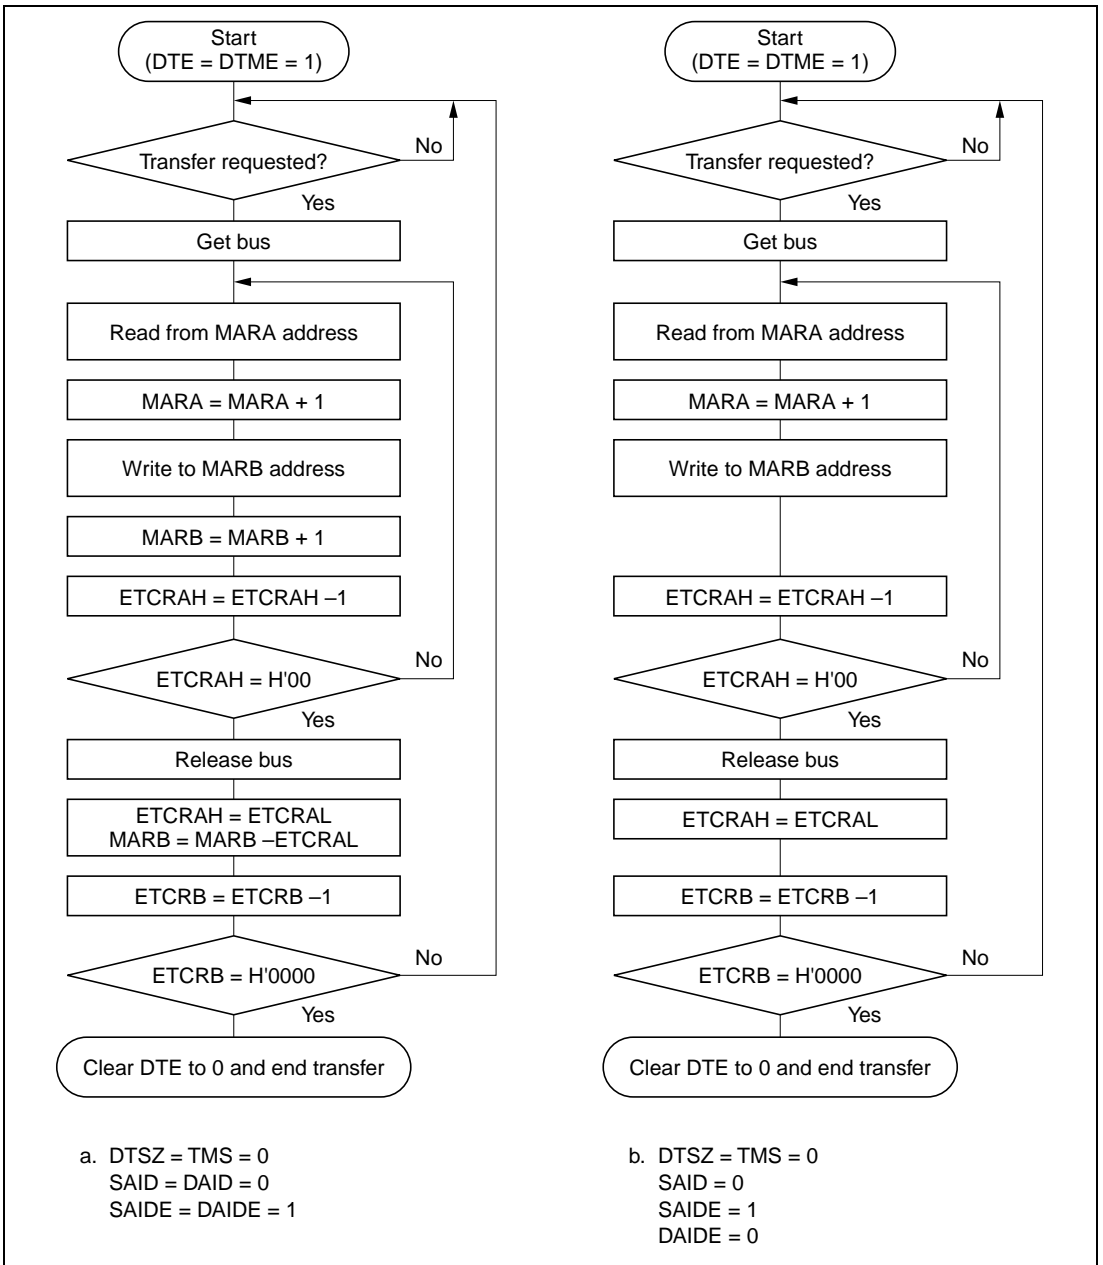 Start
(DTE = DTME = 1)
No
Transfer requested?
Yes
Get bus
Read from MARA address
MARA = MARA + 1
Write to MARB address
MARB = MARB + 1
ETCRAH = ETCRAH –1
No
ETCRAH = H'00
Yes
Release bus
ETCRAH = ETCRAL
MARB = MARB –ETCRAL
ETCRB = ETCRB –1
No
ETCRB = H'0000
Yes
Clear DTE to 0 and end transfer
a. DTSZ = TMS = 0
SAID = DAID = 0
SAIDE = DAIDE = 1
Start
(DTE = DTME = 1)
No
Transfer requested?
Yes
Get bus
Read from MARA address
MARA = MARA + 1
Write to MARB address
ETCRAH = ETCRAH –1
No
ETCRAH = H'00
Yes
Release bus
ETCRAH = ETCRAL
ETCRB = ETCRB –1
No
ETCRB = H'0000
Yes
Clear DTE to 0 and end transfer
b. DTSZ = TMS = 0
SAID = 0
SAIDE = 1
DAIDE = 0